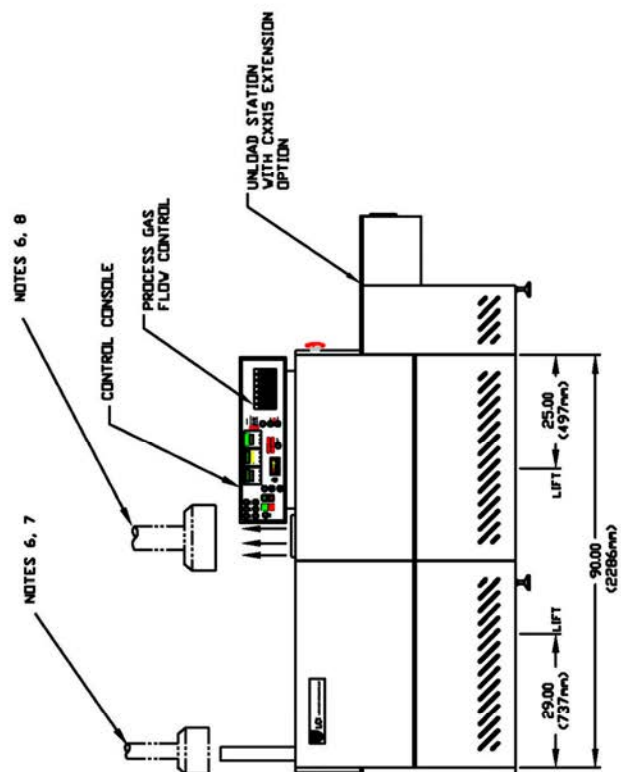 NOTES 6, 7
NOTES 6, 8
CONTROL CONSOLE
PROCESS GAS
FLOW CONTROL
UNLOAD STATION
WITH CXX15 EXTENSION
OPTION
29.00
(737mm)
LIFT
LIFT
25.00
(497mm)
90.00
(2286mm)